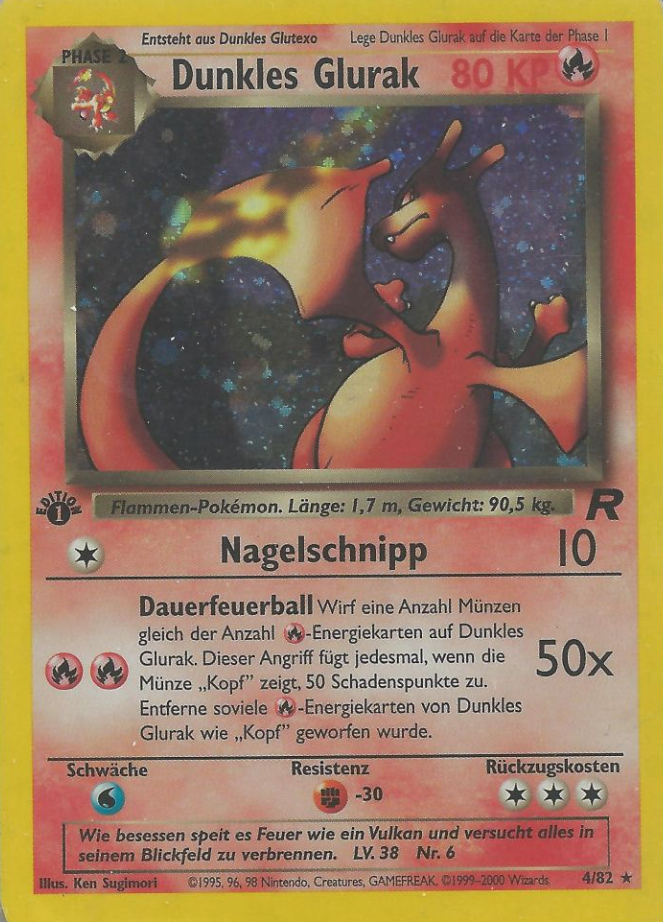 Entsteht aus Dunkles Glutexo Lege Dunkles Glurak auf die Karte der Phase 1
PHASE 2
Dunkles Glurak 80 KP
EDITION 1
Flammen-Pokémon. Länge: 1,7 m, Gewicht: 90,5 kg.
R
Nagelschnipp 10
Dauerfeuerball Wirf eine Anzahl Münzen
gleich der Anzahl -Energiekarten auf Dunkles
Glurak. Dieser Angriff fügt jedesmal, wenn die
Münze „Kopf" zeigt, 50 Schadenspunkte zu.
Entferne soviele -Energiekarten von Dunkles
Glurak wie „Kopf" geworfen wurde.
50x
Schwäche Resistenz Rückzugskosten
-30
Wie besessen speit es Feuer wie ein Vulkan und versucht alles in
seinem Blickfeld zu verbrennen. LV. 38 Nr. 6
Illus. Ken Sugimori ©1995, 96, 98 Nintendo, Creatures, GAMEFREAK. ©1999-2000 Wizards. 4/82 ★